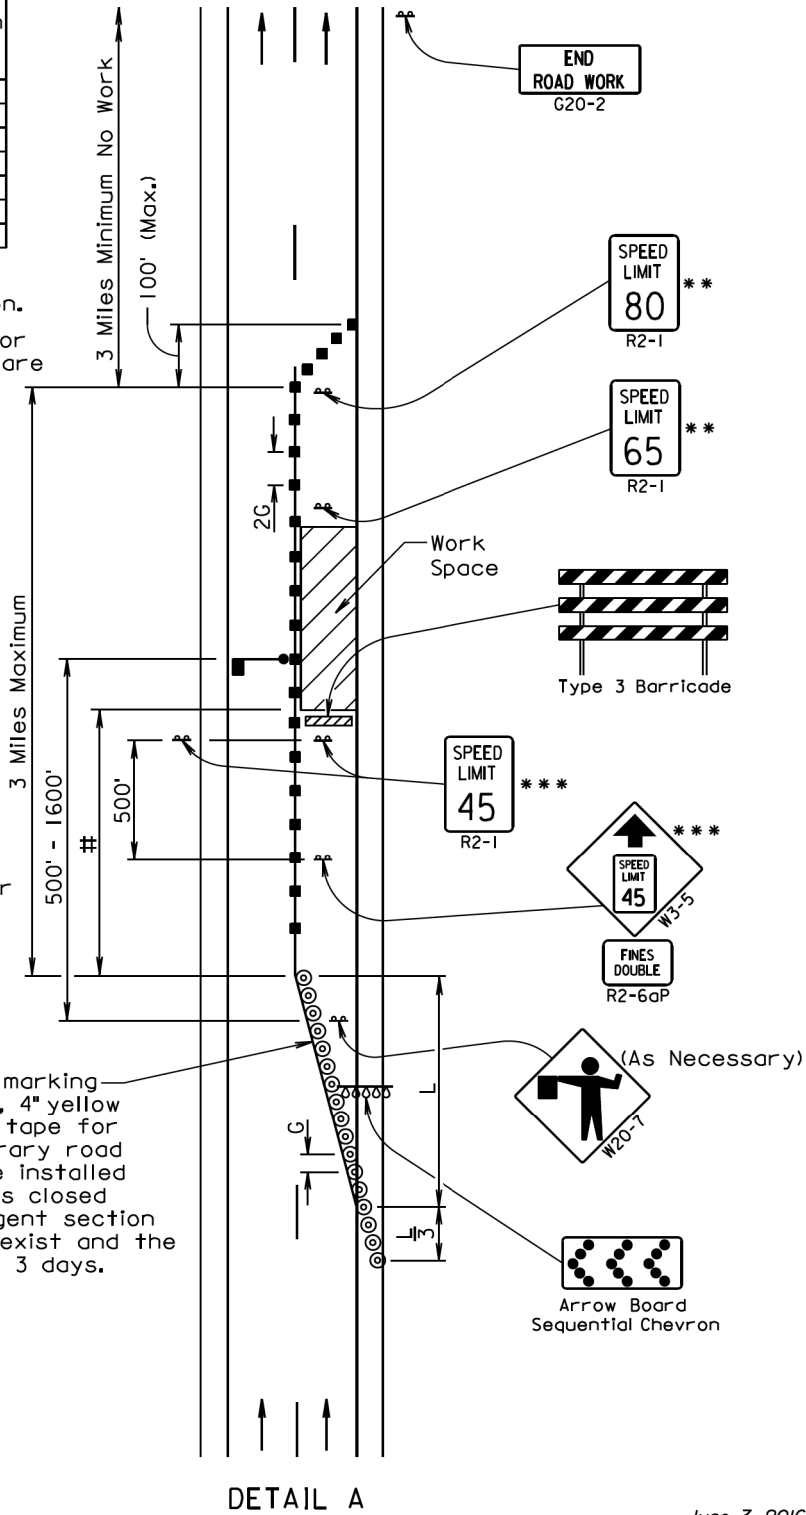 END
ROAD WORK
G20-2
3 Miles Minimum No Work
100' (Max.)
SPEED
LIMIT
80
**
R2-1
or
are
SPEED
LIMIT
65
**
R2-1
2G
Work
Space
Type 3 Barricade
3 Miles Maximum
500' - 1600'
#
500'
SPEED
LIMIT
45
***
R2-1
***
SPEED
LIMIT
45
W3-5
FINES
DOUBLE
R2-6aP
(As Necessary)
W20-7
L
G
L/3
marking
4" yellow
tape for
rary road
e installed
s closed
gent section
exist and the
3 days.
Arrow Board
Sequential Chevron
DETAIL A